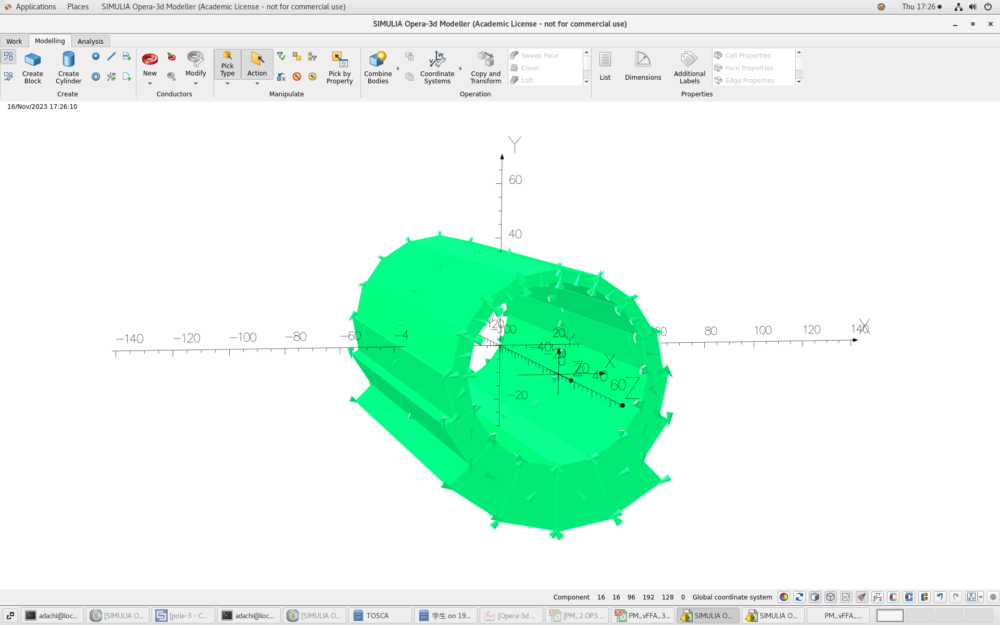 Applications Places SIMULIA Opera-3d Modeller (Academic License - not for commercial use) Thu 17:26
SIMULIA Opera-3d Modeller (Academic License - not for commercial use)
Work Modelling Analysis
Create Block
Create Cylinder
OP2
Create
New
Modify
Conductors
Pick Type
Action
Pick by Property
Manipulate
Combine Bodies
Coordinate Systems
Copy and Transform
Sweep Face
Cover
Loft
Operation
List
Dimensions
Additional Labels
Cell Properties
Face Properties
Edge Properties
Properties
16/Nov/2023 17:26:10
Y
60
40
−140 −120 −100 −80 −60 −4
120 −100 20 Y
−40 −20 0
Z 20 X 40 60 Z
−20
60 80 100 120 140 X
Component 16 16 96 192 128 0 Global coordinate system
adachi@loc... [SIMULIA O... [pole-3 - C... adachi@loc... [SIMULIA O... TOSCA 学生 on 19... [Opera-3d ... [PM_2.OP3 ... PM_vFFA_3... SIMULIA O... SIMULIA O... PM_vFFA_...